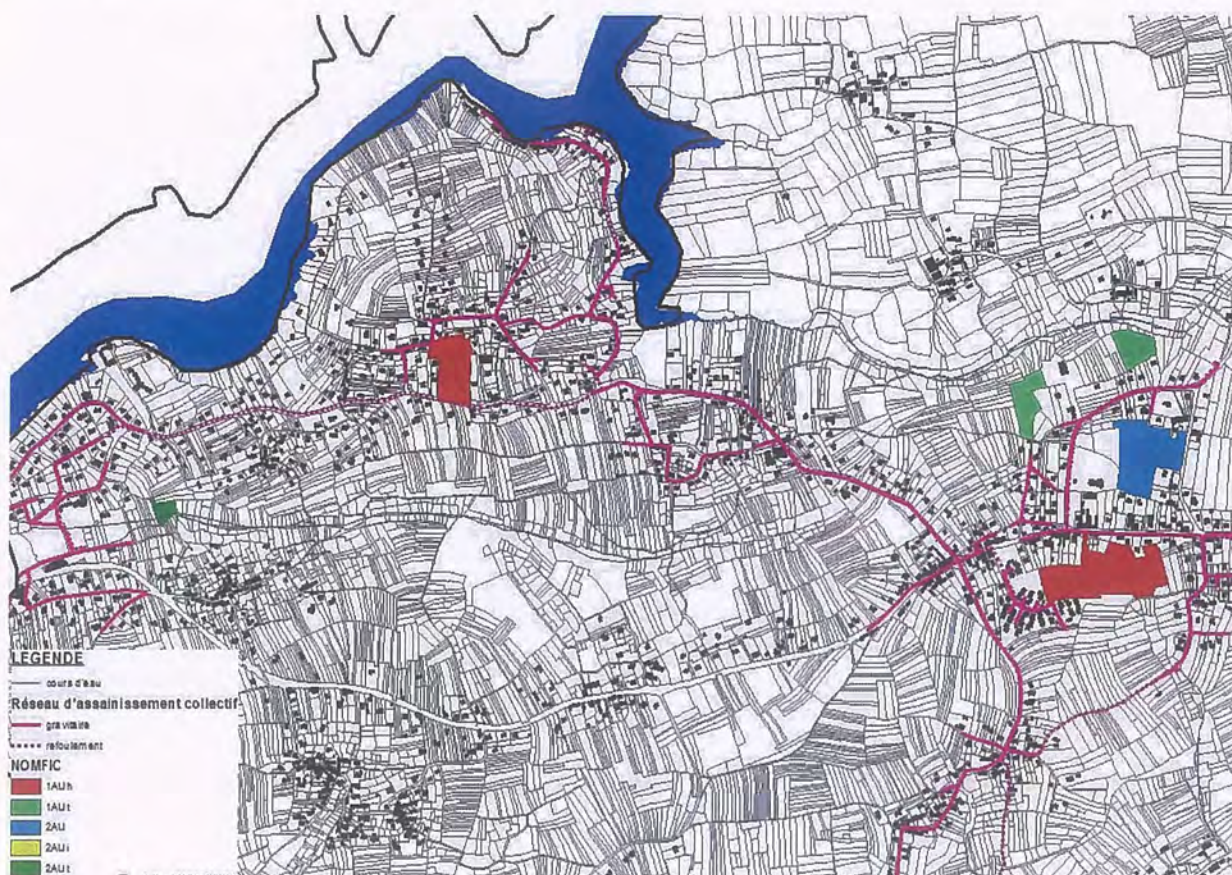 LEGENDE
cours d'eau
Réseau d'assainissement collectif
gravitaire
refoulement
NOMFIC
1AUh
1AUt
2AU
2AUi
2AUt